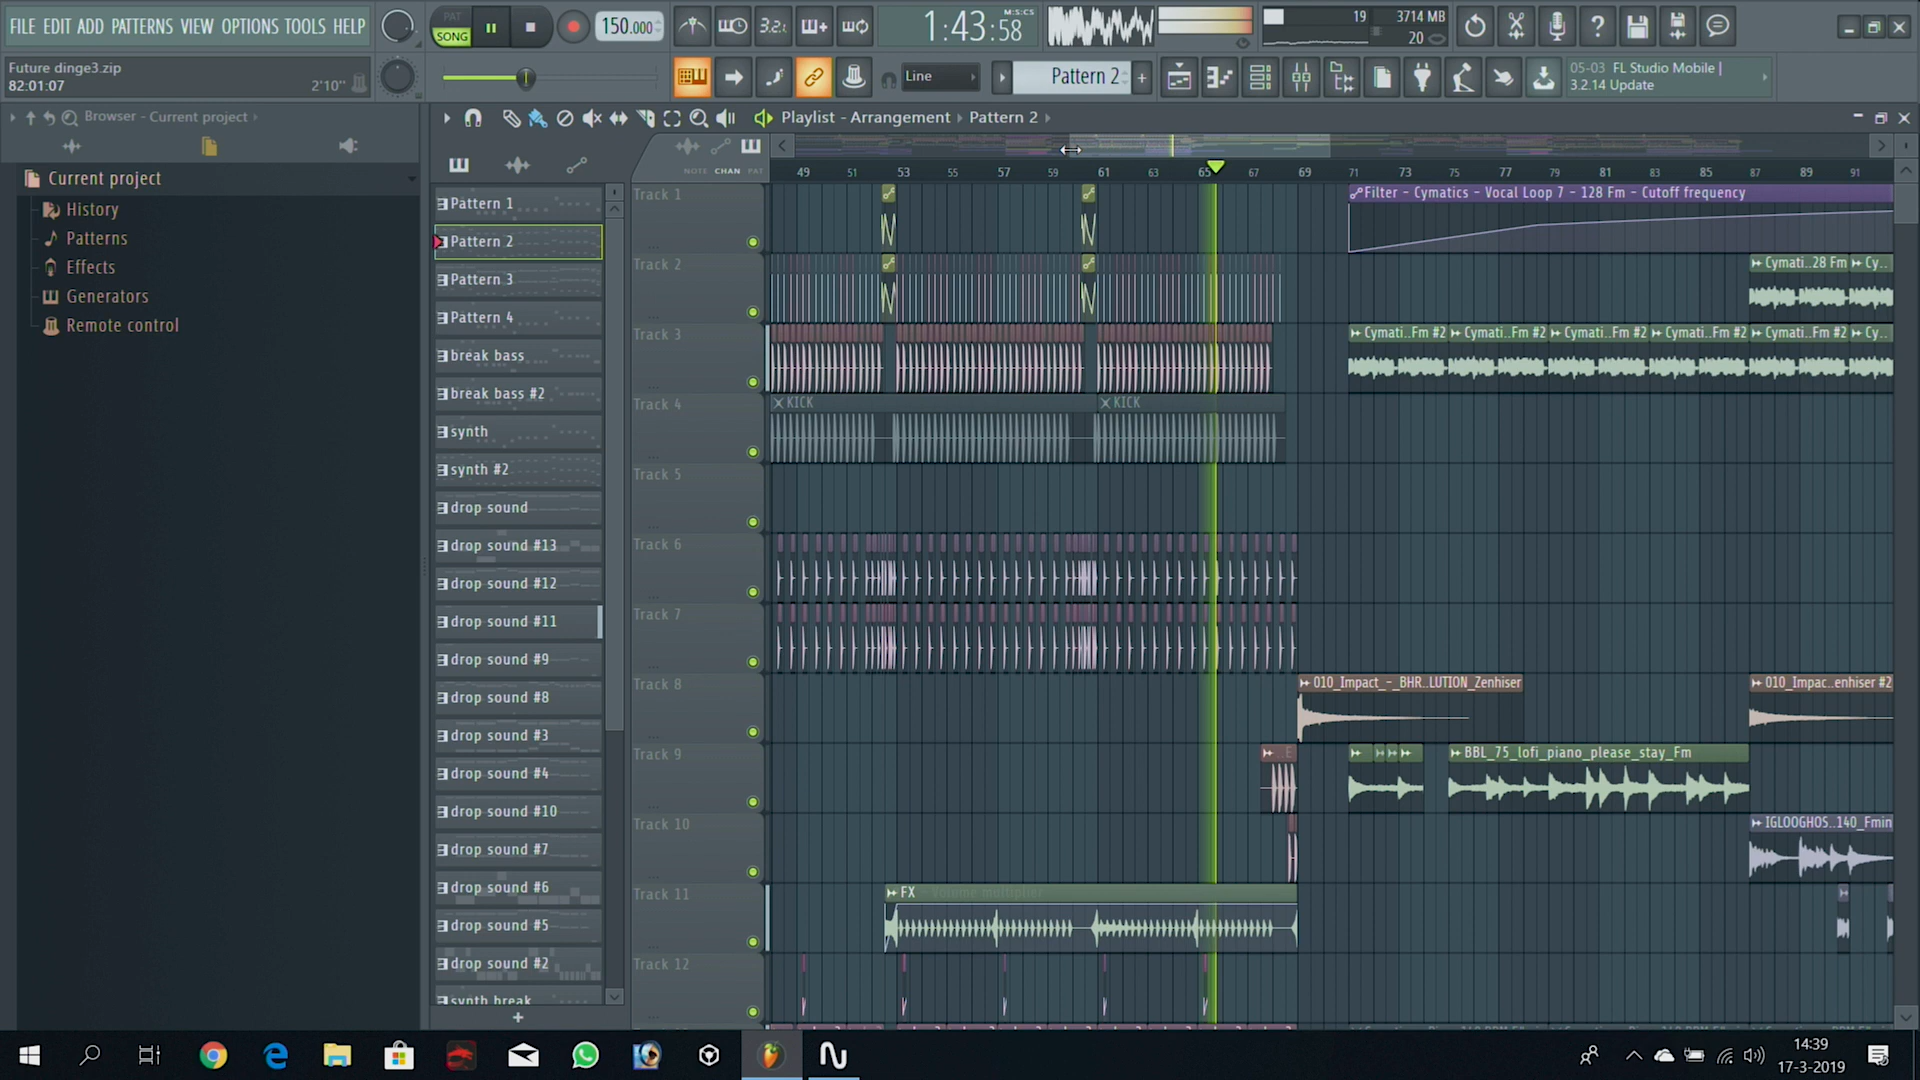 FILE EDIT ADD PATTERNS VIEW OPTIONS TOOLS HELP
PAT
SONG
150.000
3.2.
1:43:58
M:S:CS
19
3714 MB
20
Future dinge3.zip
82:01:07
2'10"
Line
Pattern 2
+
05-03 FL Studio Mobile |
3.2.14 Update
Browser - Current project
Playlist - Arrangement
Pattern 2
Current project
History
Patterns
Effects
Generators
Remote control
NOTE CHAN PAT
49 51 53 55 57 59 61 63 65 67 69 71 73 75 77 79 81 83 85 87 89 91
Pattern 1
Pattern 2
Pattern 3
Pattern 4
break bass
break bass #2
synth
synth #2
drop sound
drop sound #13
drop sound #12
drop sound #11
drop sound #9
drop sound #8
drop sound #3
drop sound #4
drop sound #10
drop sound #7
drop sound #6
drop sound #5
drop sound #2
synth break
+
Track 1
Filter - Cymatics - Vocal Loop 7 - 128 Fm - Cutoff frequency
Track 2
Cymati..28 Fm
Cy..
Track 3
Cymati..Fm #2
Cymati..Fm #2
Cymati..Fm #2
Cymati..Fm #2
Cymati..Fm #2
Cy..
Track 4
KICK
KICK
Track 5
Track 6
Track 7
Track 8
010_Impact_-_BHR..LUTION_Zenhiser
010_Impac..enhiser #2
Track 9
..E
BBL_75_lofi_piano_please_stay_Fm
Track 10
IGLOOGHOS..140_Fmin
Track 11
FX - Volume multiplier
Track 12
14:39
17-3-2019